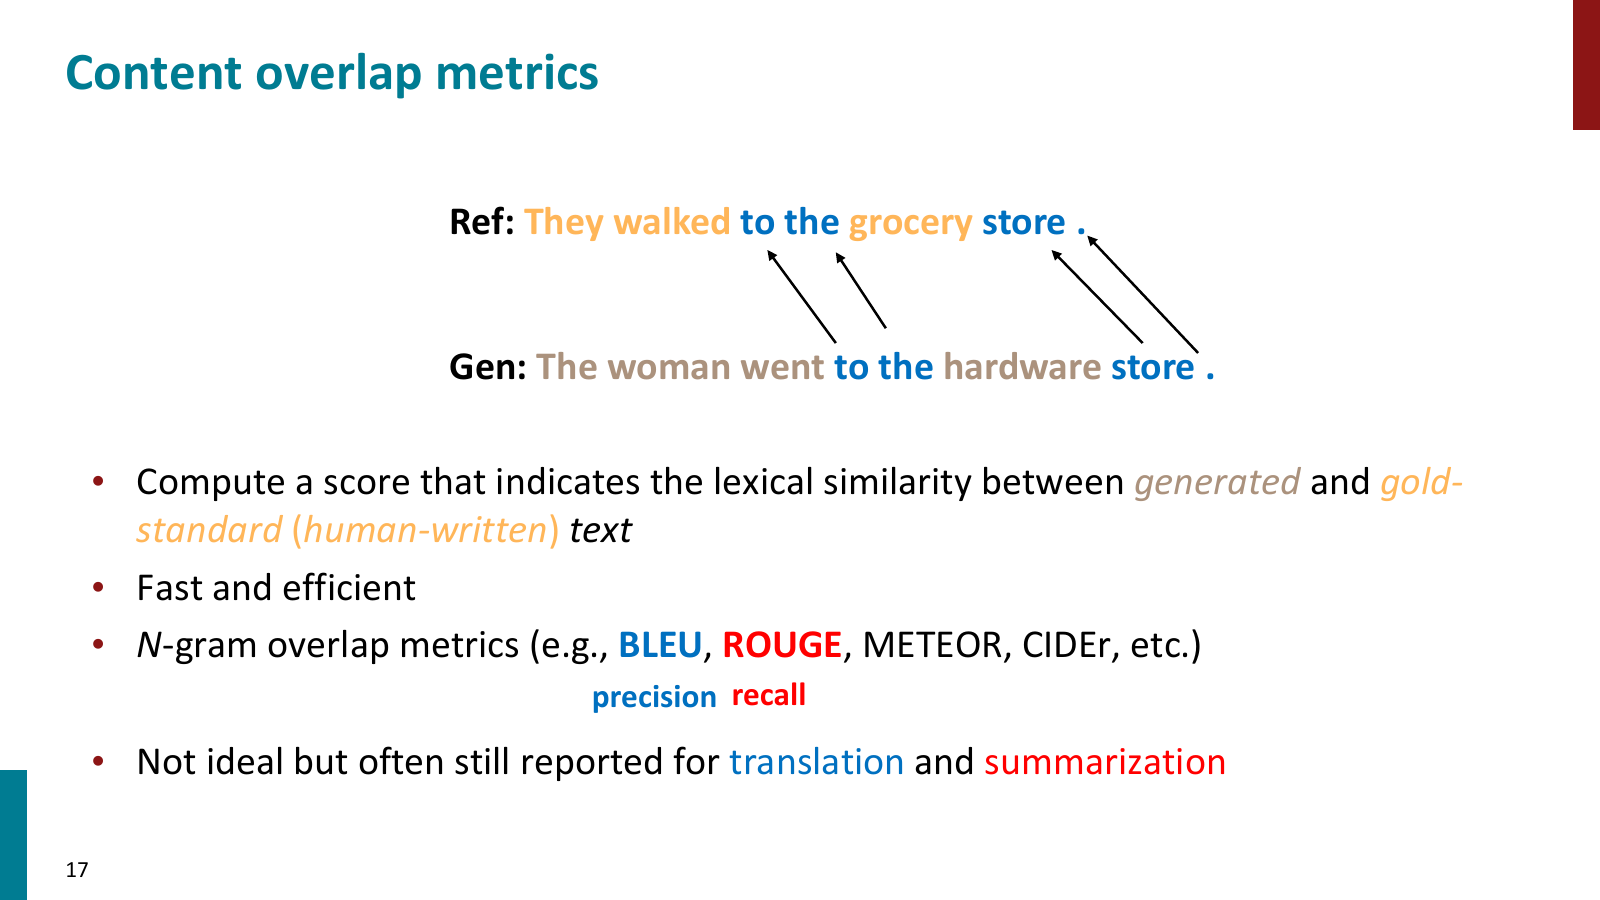 Content overlap metrics
Ref: They walked to the grocery store .
Gen: The woman went to the hardware store .
• Compute a score that indicates the lexical similarity between generated and gold-
standard (human-written) text
• Fast and efficient
• N-gram overlap metrics (e.g., BLEU, ROUGE, METEOR, CIDEr, etc.)
precision recall
• Not ideal but often still reported for translation and summarization
17